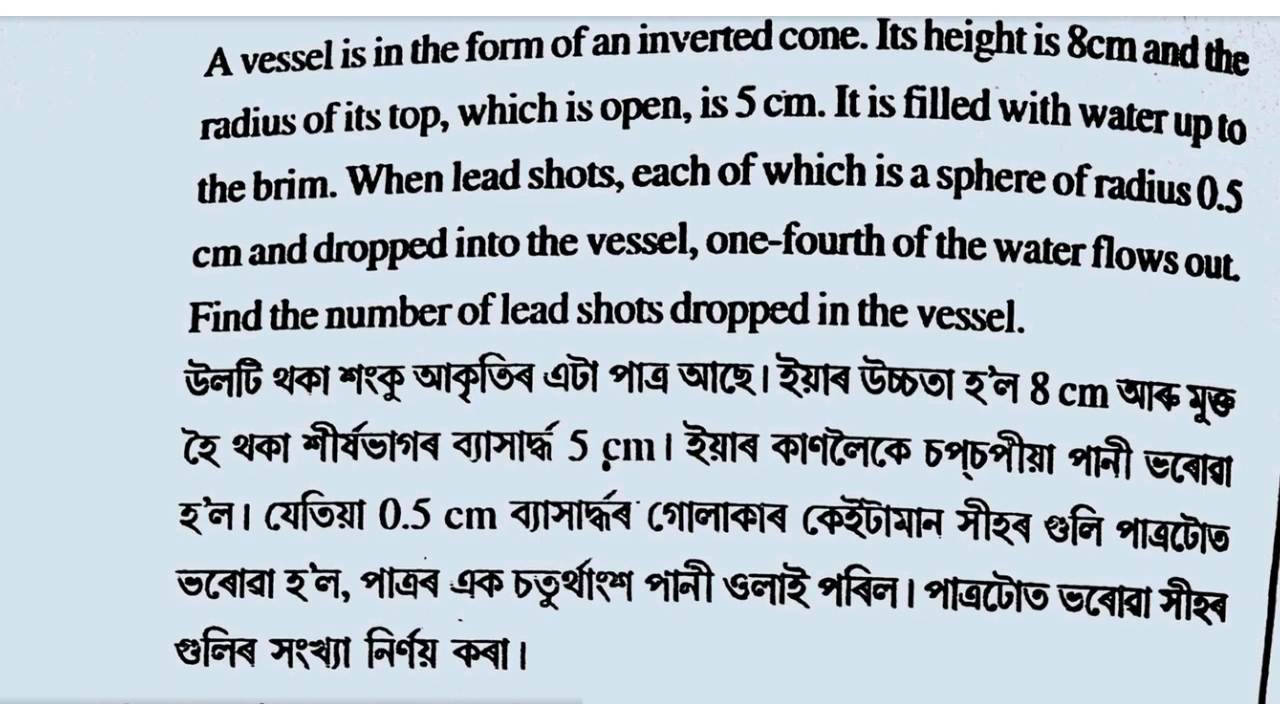 A vessel is in the form of an inverted cone. Its height is 8cm and the
radius of its top, which is open, is 5 cm. It is filled with water up to
the brim. When lead shots, each of which is a sphere of radius 0.5
cm and dropped into the vessel, one-fourth of the water flows out.
Find the number of lead shots dropped in the vessel.
উলটি থকা শংকু আকৃতিৰ এটা পাত্ৰ আছে। ইয়াৰ উচ্চতা হ'ল 8 cm আৰু মুক্ত
হৈ থকা শীৰ্ষভাগৰ ব্যাসাৰ্দ্ধ 5 cm। ইয়াৰ কাণলৈকে চপ্‌চপীয়া পানী ভৰোৱা
হ'ল। যেতিয়া 0.5 cm ব্যাসাৰ্দ্ধৰ গোলাকাৰ কেইটামান সীহৰ গুলি পাত্ৰটোত
ভৰোৱা হ'ল, পাত্ৰৰ এক চতুৰ্থাংশ পানী ওলাই পৰিল। পাত্ৰটোত ভৰোৱা সীহৰ
গুলিৰ সংখ্যা নিৰ্ণয় কৰা।